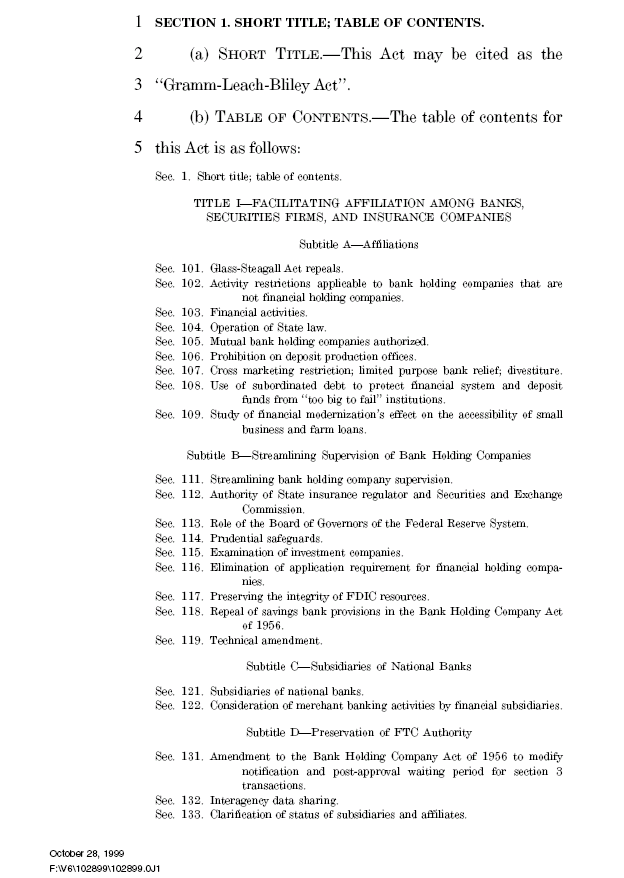 1 SECTION 1. SHORT TITLE; TABLE OF CONTENTS.
2 (a) SHORT TITLE.—This Act may be cited as the
3 “Gramm-Leach-Bliley Act”.
4 (b) TABLE OF CONTENTS.—The table of contents for
5 this Act is as follows:
Sec. 1. Short title; table of contents.
TITLE I—FACILITATING AFFILIATION AMONG BANKS,
SECURITIES FIRMS, AND INSURANCE COMPANIES
Subtitle A—Affiliations
Sec. 101. Glass-Steagall Act repeals.
Sec. 102. Activity restrictions applicable to bank holding companies that are
not financial holding companies.
Sec. 103. Financial activities.
Sec. 104. Operation of State law.
Sec. 105. Mutual bank holding companies authorized.
Sec. 106. Prohibition on deposit production offices.
Sec. 107. Cross marketing restriction; limited purpose bank relief; divestiture.
Sec. 108. Use of subordinated debt to protect financial system and deposit
funds from “too big to fail” institutions.
Sec. 109. Study of financial modernization’s effect on the accessibility of small
business and farm loans.
Subtitle B—Streamlining Supervision of Bank Holding Companies
Sec. 111. Streamlining bank holding company supervision.
Sec. 112. Authority of State insurance regulator and Securities and Exchange
Commission.
Sec. 113. Role of the Board of Governors of the Federal Reserve System.
Sec. 114. Prudential safeguards.
Sec. 115. Examination of investment companies.
Sec. 116. Elimination of application requirement for financial holding compa-
nies.
Sec. 117. Preserving the integrity of FDIC resources.
Sec. 118. Repeal of savings bank provisions in the Bank Holding Company Act
of 1956.
Sec. 119. Technical amendment.
Subtitle C—Subsidiaries of National Banks
Sec. 121. Subsidiaries of national banks.
Sec. 122. Consideration of merchant banking activities by financial subsidiaries.
Subtitle D—Preservation of FTC Authority
Sec. 131. Amendment to the Bank Holding Company Act of 1956 to modify
notification and post-approval waiting period for section 3
transactions.
Sec. 132. Interagency data sharing.
Sec. 133. Clarification of status of subsidiaries and affiliates.
October 28, 1999
F:\V6\102899\102899.0J1